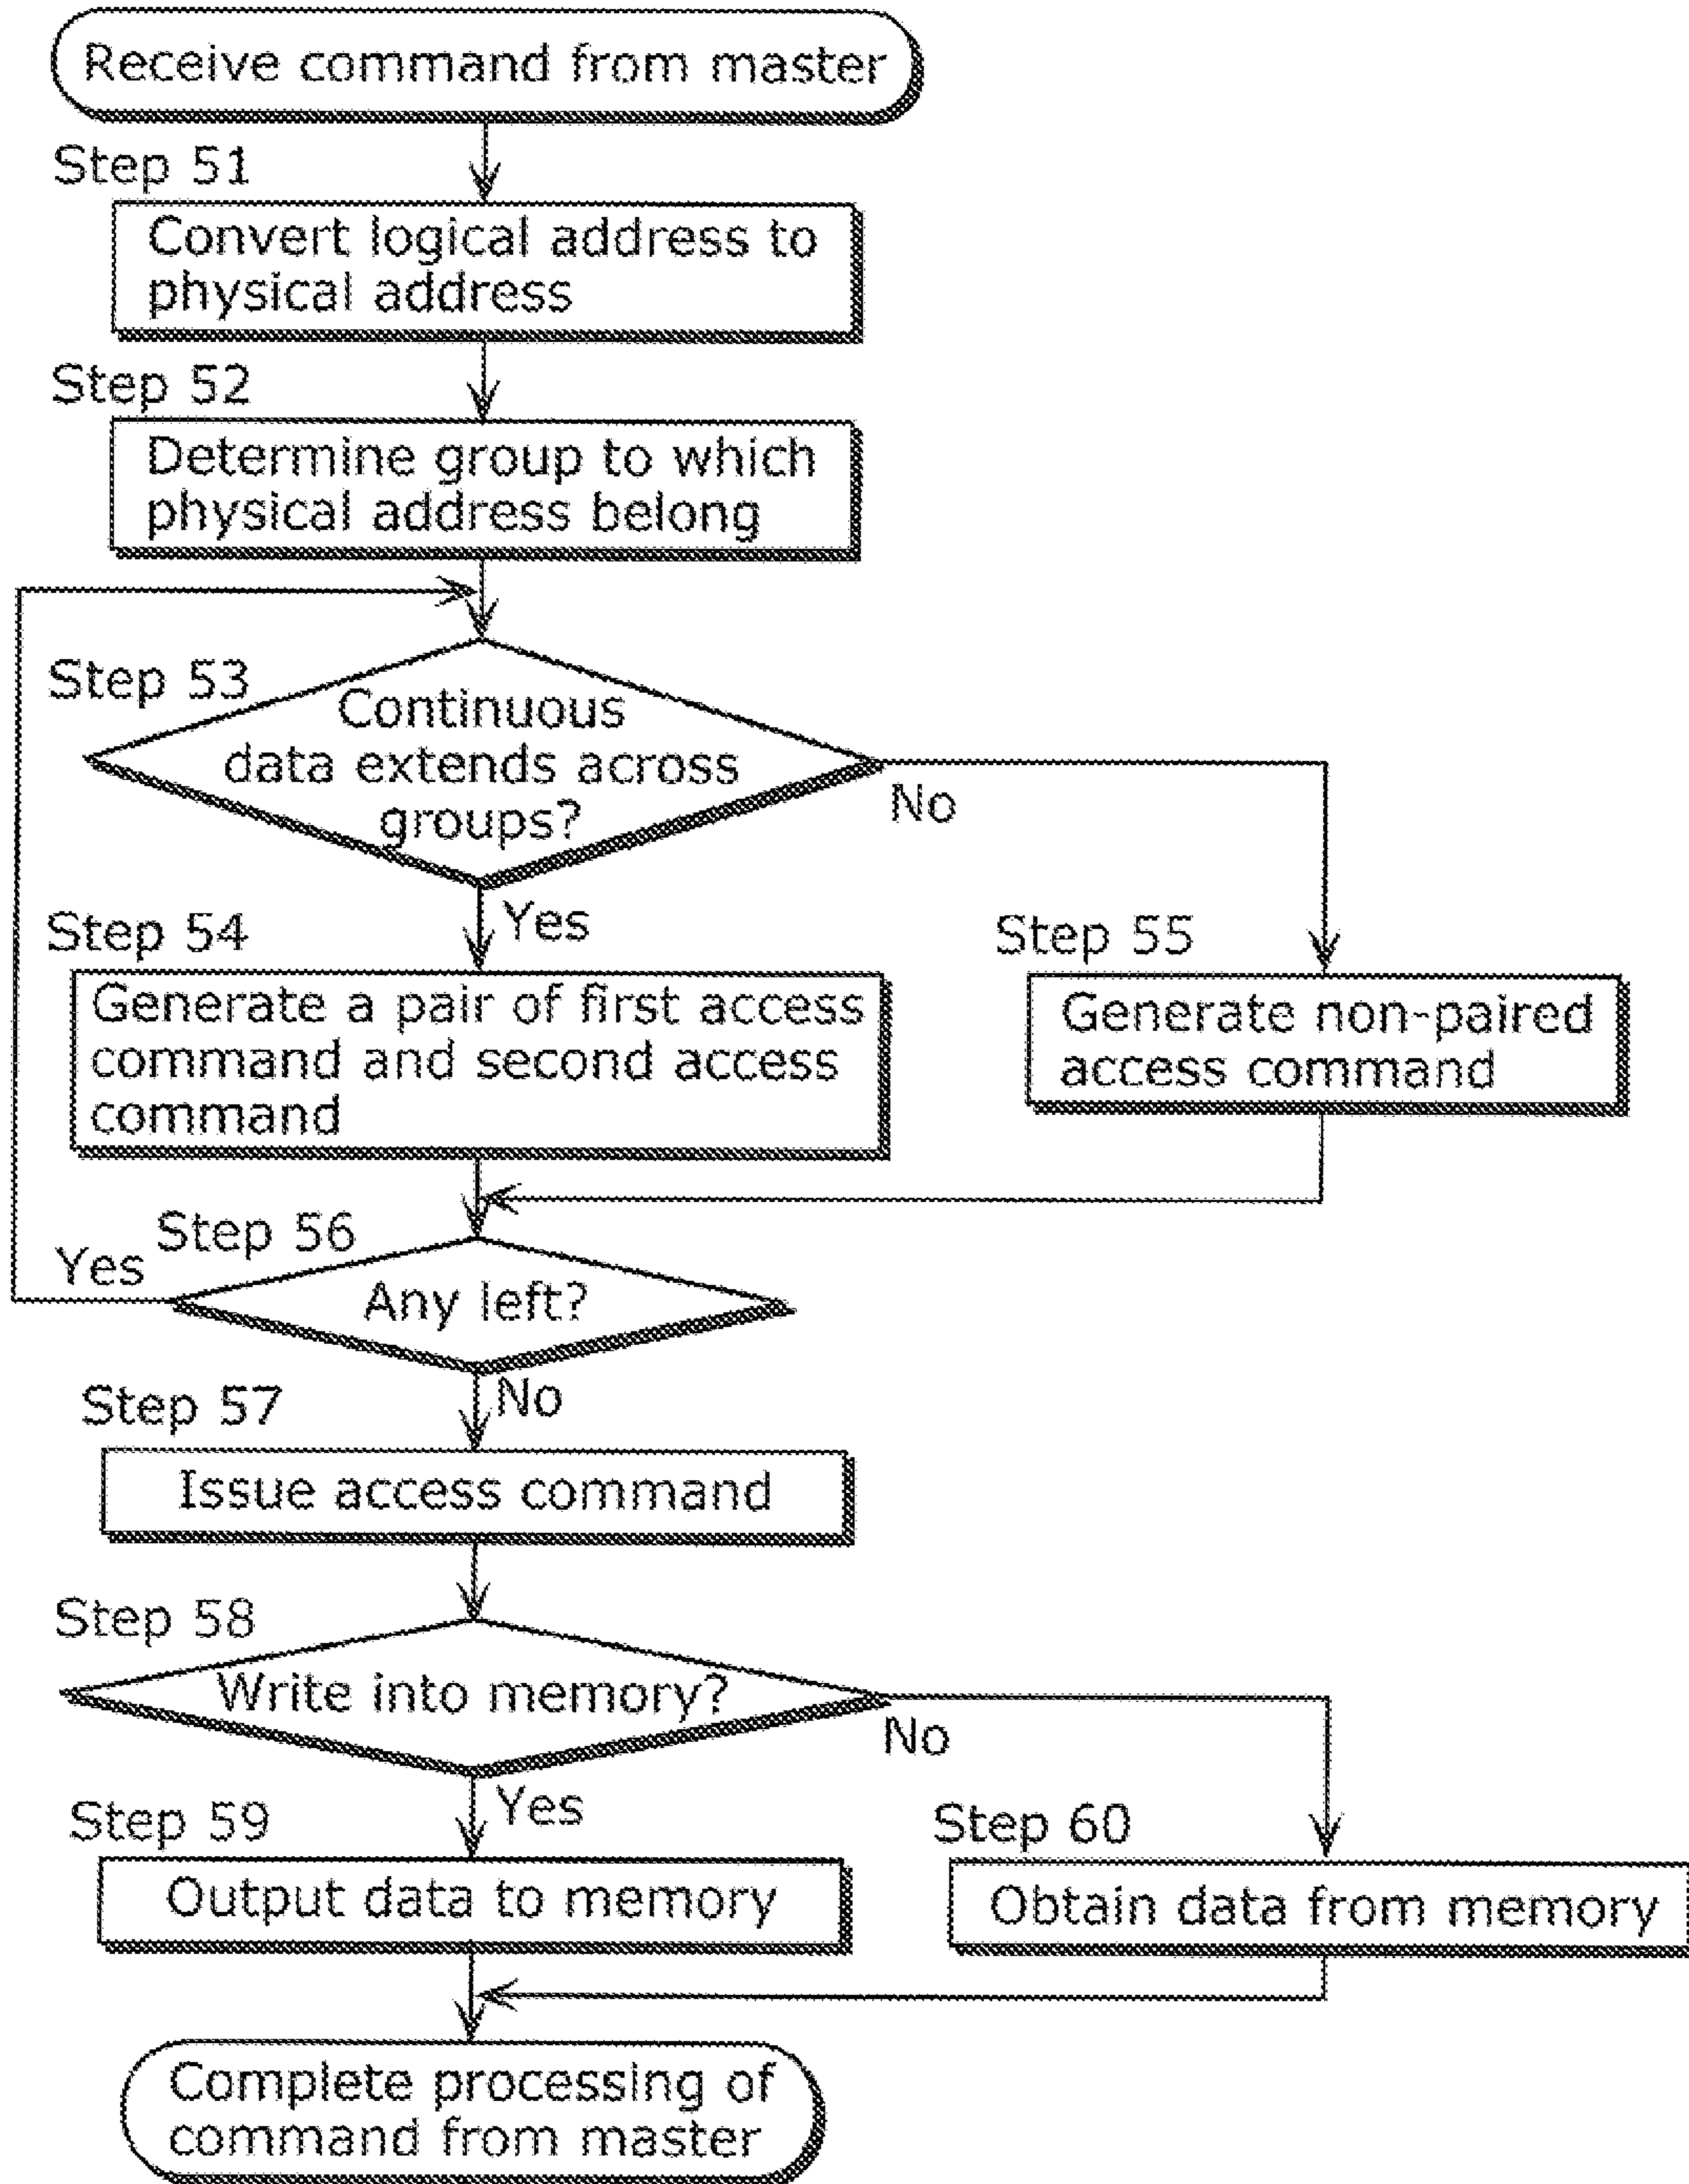 Receive command from master
Step 51
Convert logical address to
physical address
Step 52
Determine group to which
physical address belong
Step 53
Continuous
data extends across
groups?
No
Yes
Step 54
Step 55
Generate a pair of first access
command and second access
command
Generate non-paired
access command
Step 56
Yes
Any left?
No
Step 57
Issue access command
Step 58
Write into memory?
No
Yes
Step 59
Step 60
Output data to memory
Obtain data from memory
Complete processing of
command from master